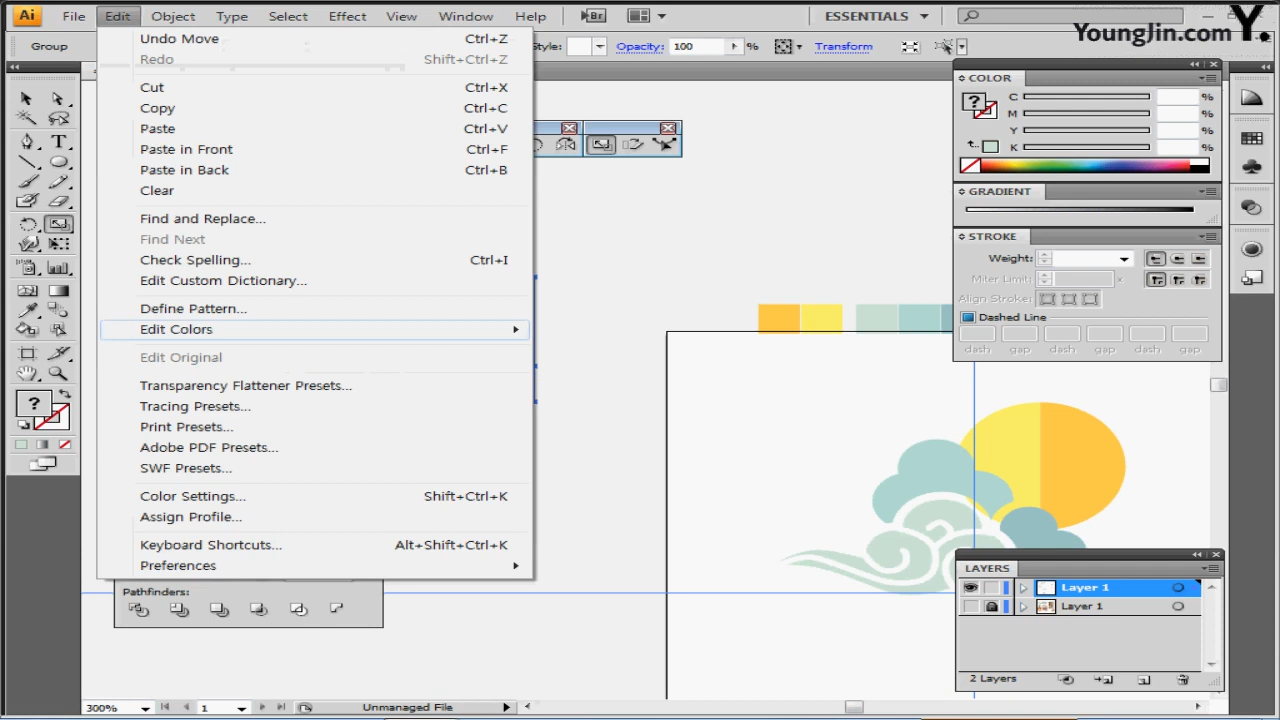 Ai File Edit Object Type Select Effect View Window Help Br ESSENTIALS
Y.
YoungJin.com
Group Style: Opacity: 100 % Transform
Undo Move Ctrl+Z
Redo Shift+Ctrl+Z
Cut Ctrl+X
Copy Ctrl+C
Paste Ctrl+V
Paste in Front Ctrl+F
Paste in Back Ctrl+B
Clear
Find and Replace...
Find Next
Check Spelling... Ctrl+I
Edit Custom Dictionary...
Define Pattern...
Edit Colors
Edit Original
Transparency Flattener Presets...
Tracing Presets...
Print Presets...
Adobe PDF Presets...
SWF Presets...
Color Settings... Shift+Ctrl+K
Assign Profile...
Keyboard Shortcuts... Alt+Shift+Ctrl+K
Preferences
Pathfinders:
COLOR
? C %
M %
Y %
K %
GRADIENT
STROKE
Weight:
Miter Limit: x
Align Stroke:
Dashed Line
dash gap dash gap dash gap
?
LAYERS
Layer 1
Layer 1
2 Layers
300% 1 Unmanaged File